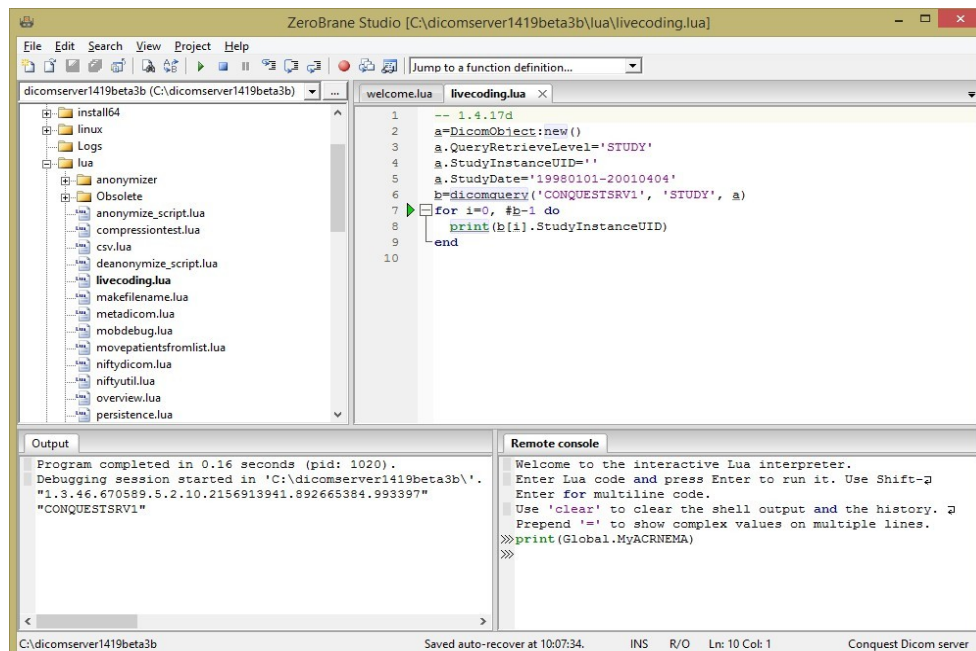 ZeroBrane Studio [C:\dicomserver1419beta3b\lua\livecoding.lua]
File Edit Search View Project Help
Jump to a function definition...
dicomserver1419beta3b (C:\dicomserver1419beta3b) ...
install64
linux
Logs
lua
anonymizer
Obsolete
anonymize_script.lua
compressiontest.lua
csv.lua
deanonymize_script.lua
livecoding.lua
makefilename.lua
metadicom.lua
mobdebug.lua
movepatientsfromlist.lua
niftydicom.lua
niftyutil.lua
overview.lua
persistence.lua
welcome.lua livecoding.lua
1 -- 1.4.17d
2 a=DicomObject:new()
3 a.QueryRetrieveLevel='STUDY'
4 a.StudyInstanceUID=''
5 a.StudyDate='19980101-20010404'
6 b=dicomquery('CONQUESTSRV1', 'STUDY', a)
7 for i=0, #b-1 do
8 print(b[i].StudyInstanceUID)
9 end
10
Output
Program completed in 0.16 seconds (pid: 1020).
Debugging session started in 'C:\dicomserver1419beta3b\'.
"1.3.46.670589.5.2.10.2156913941.892665384.993397"
"CONQUESTSRV1"
Remote console
Welcome to the interactive Lua interpreter.
Enter Lua code and press Enter to run it. Use Shift-
Enter for multiline code.
Use 'clear' to clear the shell output and the history.
Prepend '=' to show complex values on multiple lines.
print(Global.MyACRNEMA)
C:\dicomserver1419beta3b Saved auto-recover at 10:07:34. INS R/O Ln: 10 Col: 1 Conquest Dicom server